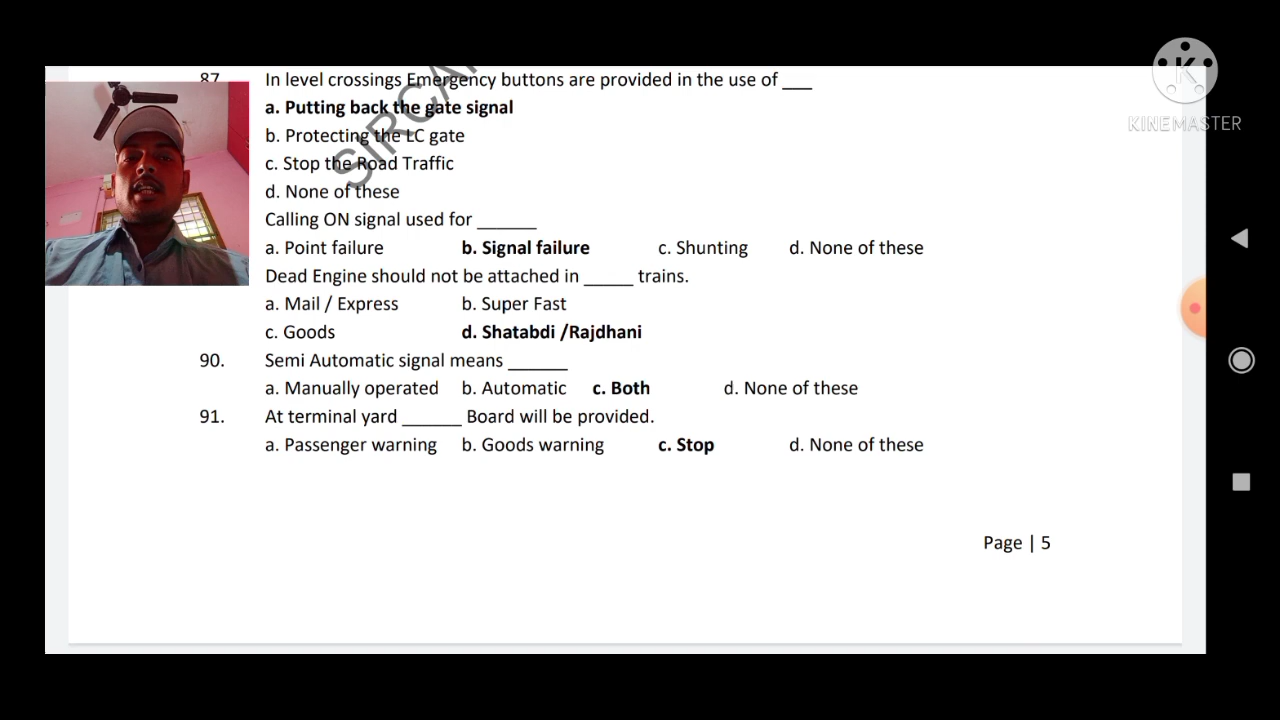 87
In level crossings Emergency buttons are provided in the use of ___
a. Putting back the gate signal
b. Protecting the LC gate
c. Stop the Road Traffic
d. None of these
Calling ON signal used for ______
a. Point failure b. Signal failure c. Shunting d. None of these
Dead Engine should not be attached in _____ trains.
a. Mail / Express b. Super Fast
c. Goods d. Shatabdi /Rajdhani
90. Semi Automatic signal means ______
a. Manually operated b. Automatic c. Both d. None of these
91. At terminal yard ______ Board will be provided.
a. Passenger warning b. Goods warning c. Stop d. None of these
Page | 5
K
KINEMASTER